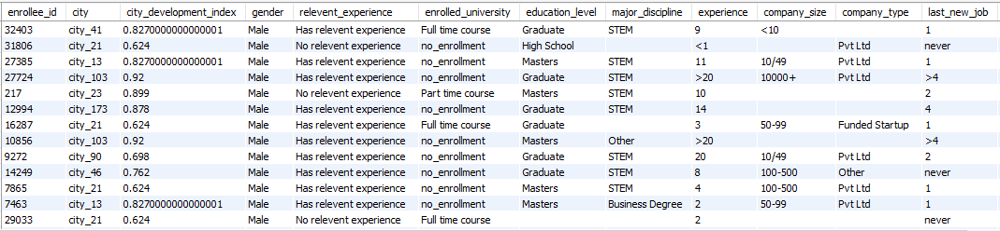 enrollee_id city city_development_index gender relevent_experience enrolled_university education_level major_discipline experience company_size company_type last_new_job
32403 city_41 0.8270000000000001 Male Has relevent experience Full time course Graduate STEM 9 <10 1
31806 city_21 0.624 Male No relevent experience no_enrollment High School <1 Pvt Ltd never
27385 city_13 0.8270000000000001 Male Has relevent experience no_enrollment Masters STEM 11 10/49 Pvt Ltd 1
27724 city_103 0.92 Male Has relevent experience no_enrollment Graduate STEM >20 10000+ Pvt Ltd >4
217 city_23 0.899 Male No relevent experience Part time course Masters STEM 10 2
12994 city_173 0.878 Male Has relevent experience no_enrollment Graduate STEM 14 4
16287 city_21 0.624 Male Has relevent experience Full time course Graduate 3 50-99 Funded Startup 1
10856 city_103 0.92 Male Has relevent experience no_enrollment Masters Other >20 >4
9272 city_90 0.698 Male Has relevent experience no_enrollment Graduate STEM 20 10/49 Pvt Ltd 2
14249 city_46 0.762 Male Has relevent experience no_enrollment Graduate STEM 8 100-500 Other never
7865 city_21 0.624 Male Has relevent experience no_enrollment Masters STEM 4 100-500 Pvt Ltd 1
7463 city_13 0.8270000000000001 Male Has relevent experience no_enrollment Masters Business Degree 2 50-99 Pvt Ltd 1
29033 city_21 0.624 Male No relevent experience Full time course 2 never